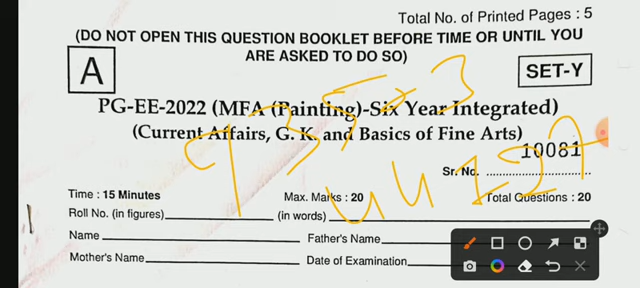 Total No. of Printed Pages : 5
(DO NOT OPEN THIS QUESTION BOOKLET BEFORE TIME OR UNTIL YOU
ARE ASKED TO DO SO)
A
SET-Y
PG-EE-2022 (MFA (Painting)-Six Year Integrated)
(Current Affairs, G. K. and Basics of Fine Arts)
10081
Sr. No.
Time : 15 Minutes
Max. Marks : 20
Total Questions : 20
Roll No. (in figures)
(in words)
Name
Father's Name
Mother's Name
Date of Examination